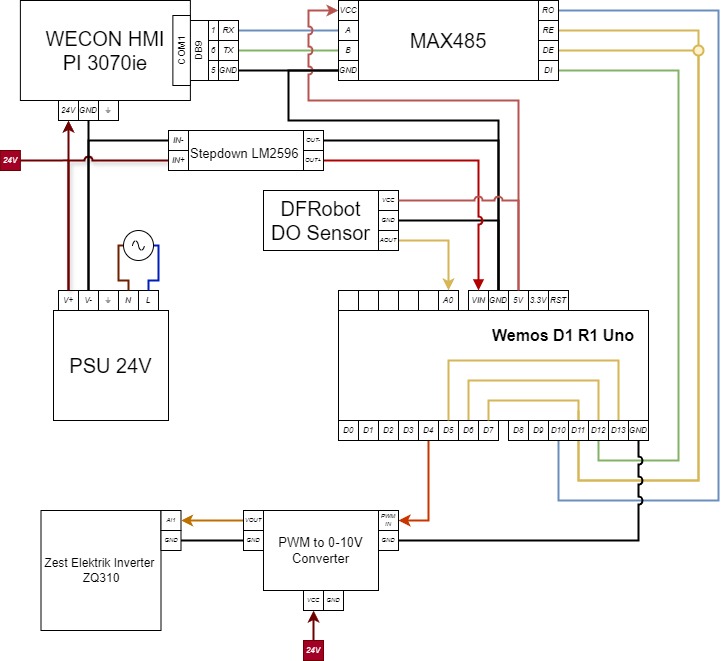 WECON HMI
PI 3070ie
COM1
DB9
1 RX
6 TX
5 GND
24V GND ⏚
VCC
A
B
GND
MAX485
RO
RE
DE
DI
24V
IN-
IN+
Stepdown LM2596
OUT-
OUT+
DFRobot
DO Sensor
VCC
GND
AOUT
V+ V- ⏚ N L
PSU 24V
A0 VIN GND 5V 3.3V RST
Wemos D1 R1 Uno
D0 D1 D2 D3 D4 D5 D6 D7 D8 D9 D10 D11 D12 D13 GND
Zest Elektrik Inverter
ZQ310
AI1
GND
VOUT
GND
PWM to 0-10V
Converter
PWM
IN
GND
VCC GND
24V